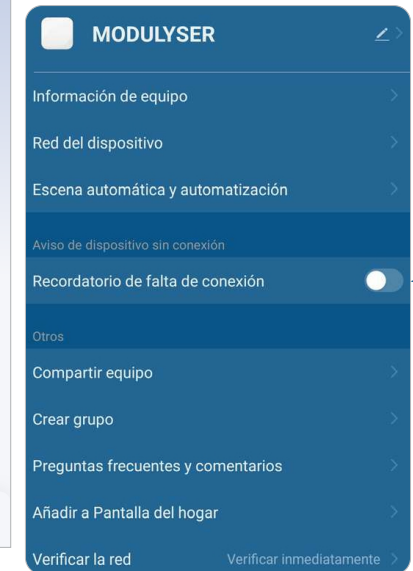 MODULYSER
Información de equipo
Red del dispositivo
Escena automática y automatización
Aviso de dispositivo sin conexión
Recordatorio de falta de conexión
Otros
Compartir equipo
Crear grupo
Preguntas frecuentes y comentarios
Añadir a Pantalla del hogar
Verificar la red Verificar inmediatamente